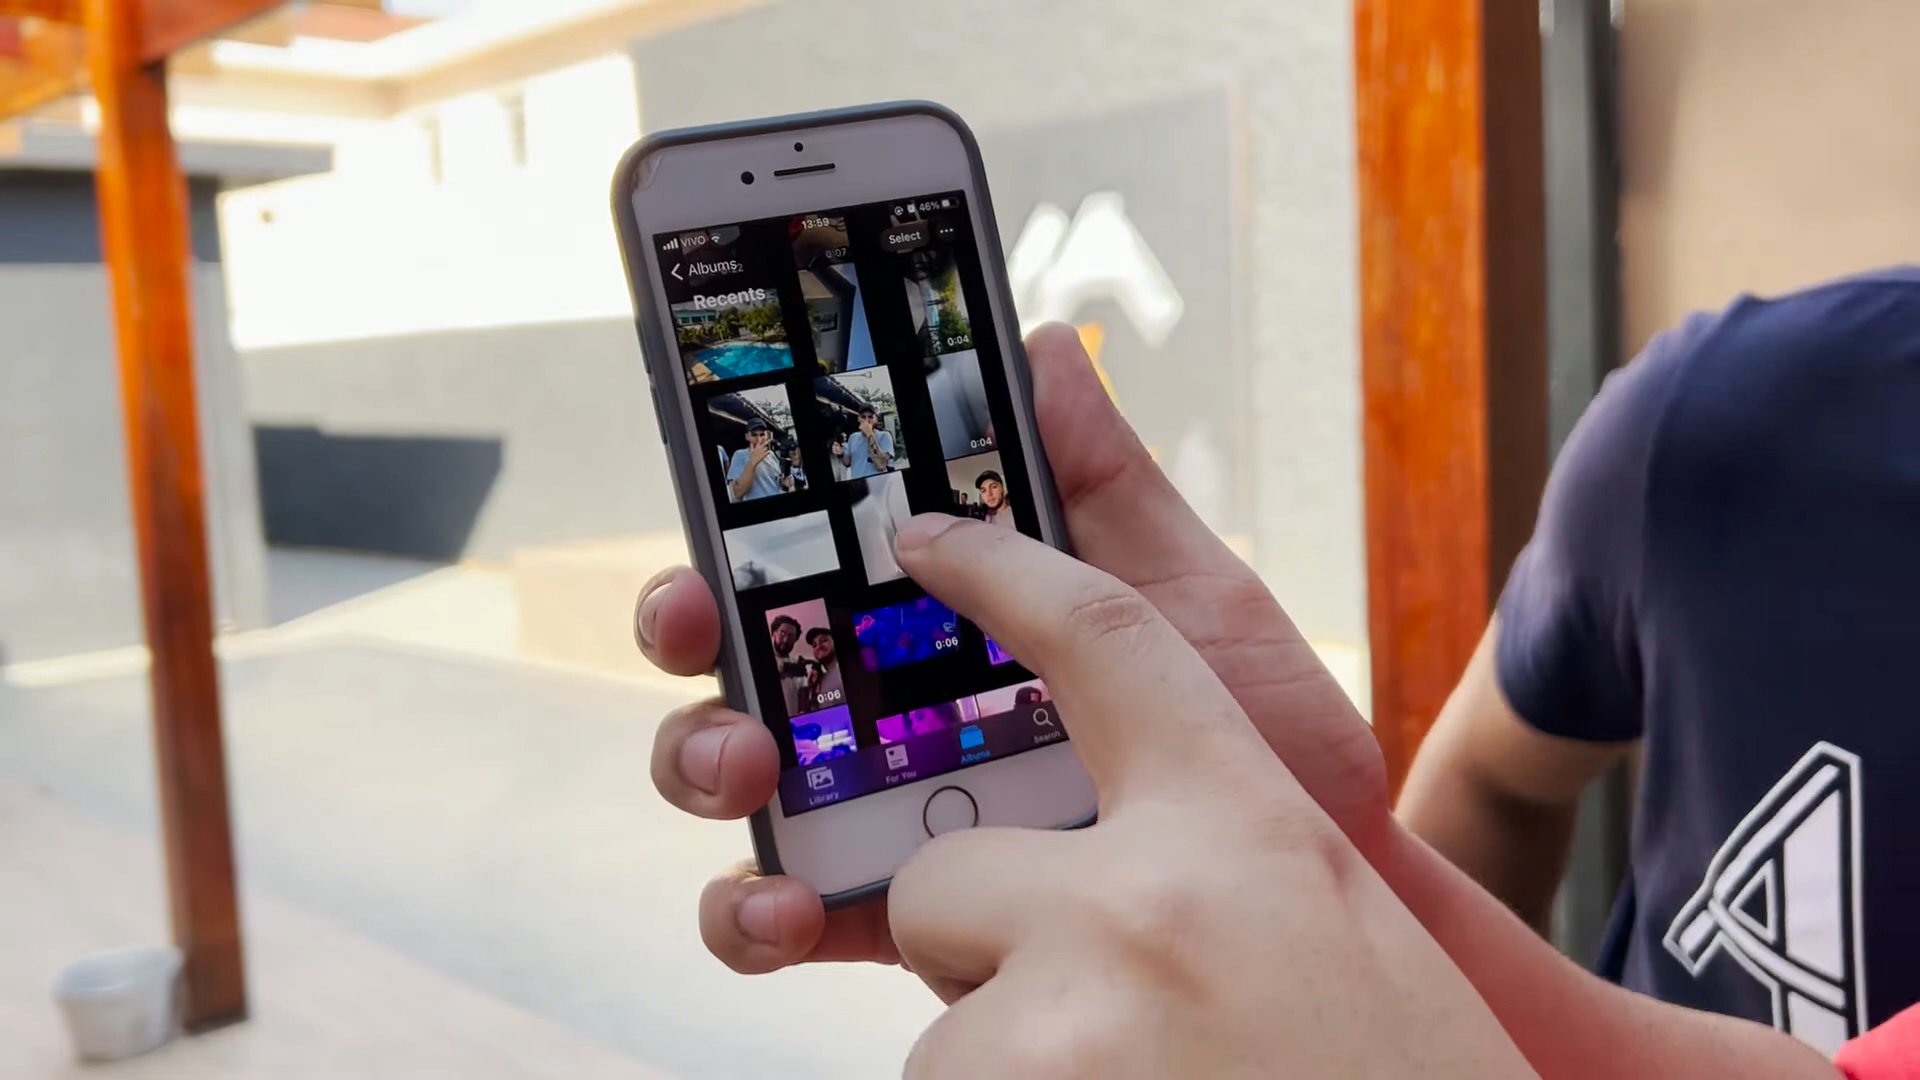 VIVO
13:59
46%
Albums
Select
0:07
Recents
0:04
0:04
0:06
0:06
Library
For You
Albums
Search
A